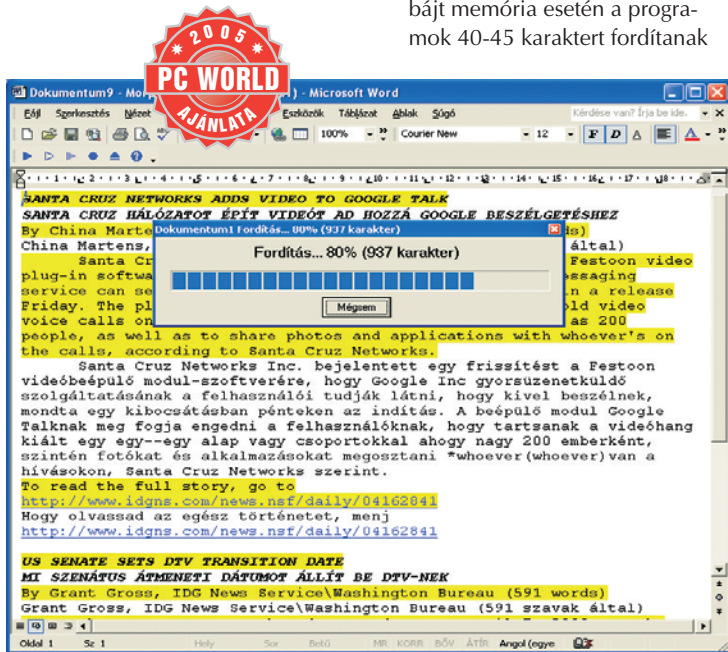 bájt memória esetén a progra-
mok 40-45 karaktert fordítanak
2005
PC WORLD
AJÁNLATA
Dokumentum9 - Mo ) - Microsoft Word
Fájl Szerkesztés Nézet Eszközök Táblázat Ablak Súgó Kérdése van? Írja be ide.
100% Courier New 12 F D A
SANTA CRUZ NETWORKS ADDS VIDEO TO GOOGLE TALK
SANTA CRUZ HÁLÓZATOT ÉPÍT VIDEÓT AD HOZZÁ GOOGLE BESZÉLGETÉSHEZ
By China Marte ds)
Dokumentum1 Fordítás... 80% (937 karakter)
Fordítás... 80% (937 karakter)
Mégsem
China Martens, által)
Santa Cr Festoon video
plug-in softwa ssaging
service can se n a release
Friday. The pl old video
voice calls on as 200
people, as well as to share photos and applications with whoever's on
the calls, according to Santa Cruz Networks.
Santa Cruz Networks Inc. bejelentett egy frissítést a Festoon
videóbeépülő modul-szoftverére, hogy Google Inc gyorsüzenetküldő
szolgáltatásának a felhasználói tudják látni, hogy kivel beszélnek,
mondta egy kibocsátásban pénteken az indítás. A beépülő modul Google
Talknak meg fogja engedni a felhasználóknak, hogy tartsanak a videóhang
kiált egy egy--egy alap vagy csoportokkal ahogy nagy 200 emberként,
szintén fotókat és alkalmazásokat megosztani *whoever(whoever)van a
hívásokon, Santa Cruz Networks szerint.
To read the full story, go to
http://www.idgns.com/news.nsf/daily/04162841
Hogy olvassad az egész történetet, menj
http://www.idgns.com/news.nsf/daily/04162841
US SENATE SETS DTV TRANSITION DATE
MI SZENÁTUS ÁTMENETI DÁTUMOT ÁLLÍT BE DTV-NEK
By Grant Gross, IDG News Service\Washington Bureau (591 words)
Grant Gross, IDG News Service\Washington Bureau (591 szavak által)
Oldal 1 Sz 1 Hely Sor Betű MR KORR BŐV ÁTÍR Angol (egye